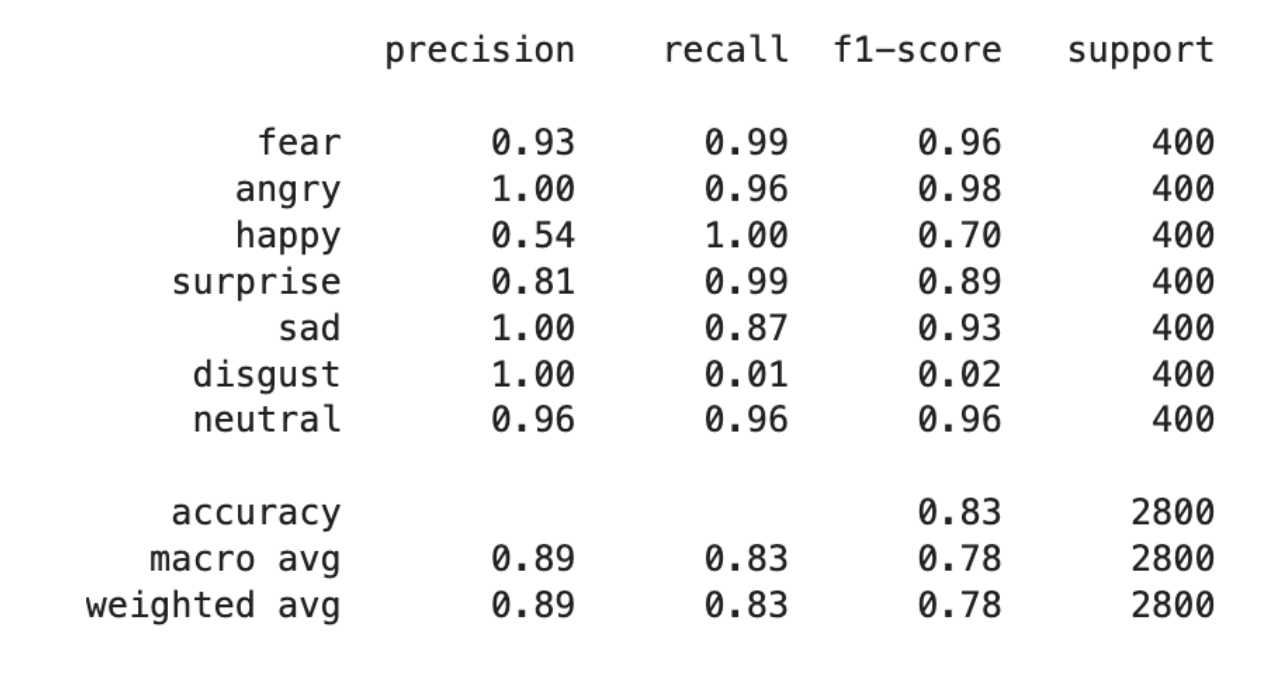 precision recall f1-score support
fear 0.93 0.99 0.96 400
angry 1.00 0.96 0.98 400
happy 0.54 1.00 0.70 400
surprise 0.81 0.99 0.89 400
sad 1.00 0.87 0.93 400
disgust 1.00 0.01 0.02 400
neutral 0.96 0.96 0.96 400
accuracy 0.83 2800
macro avg 0.89 0.83 0.78 2800
weighted avg 0.89 0.83 0.78 2800